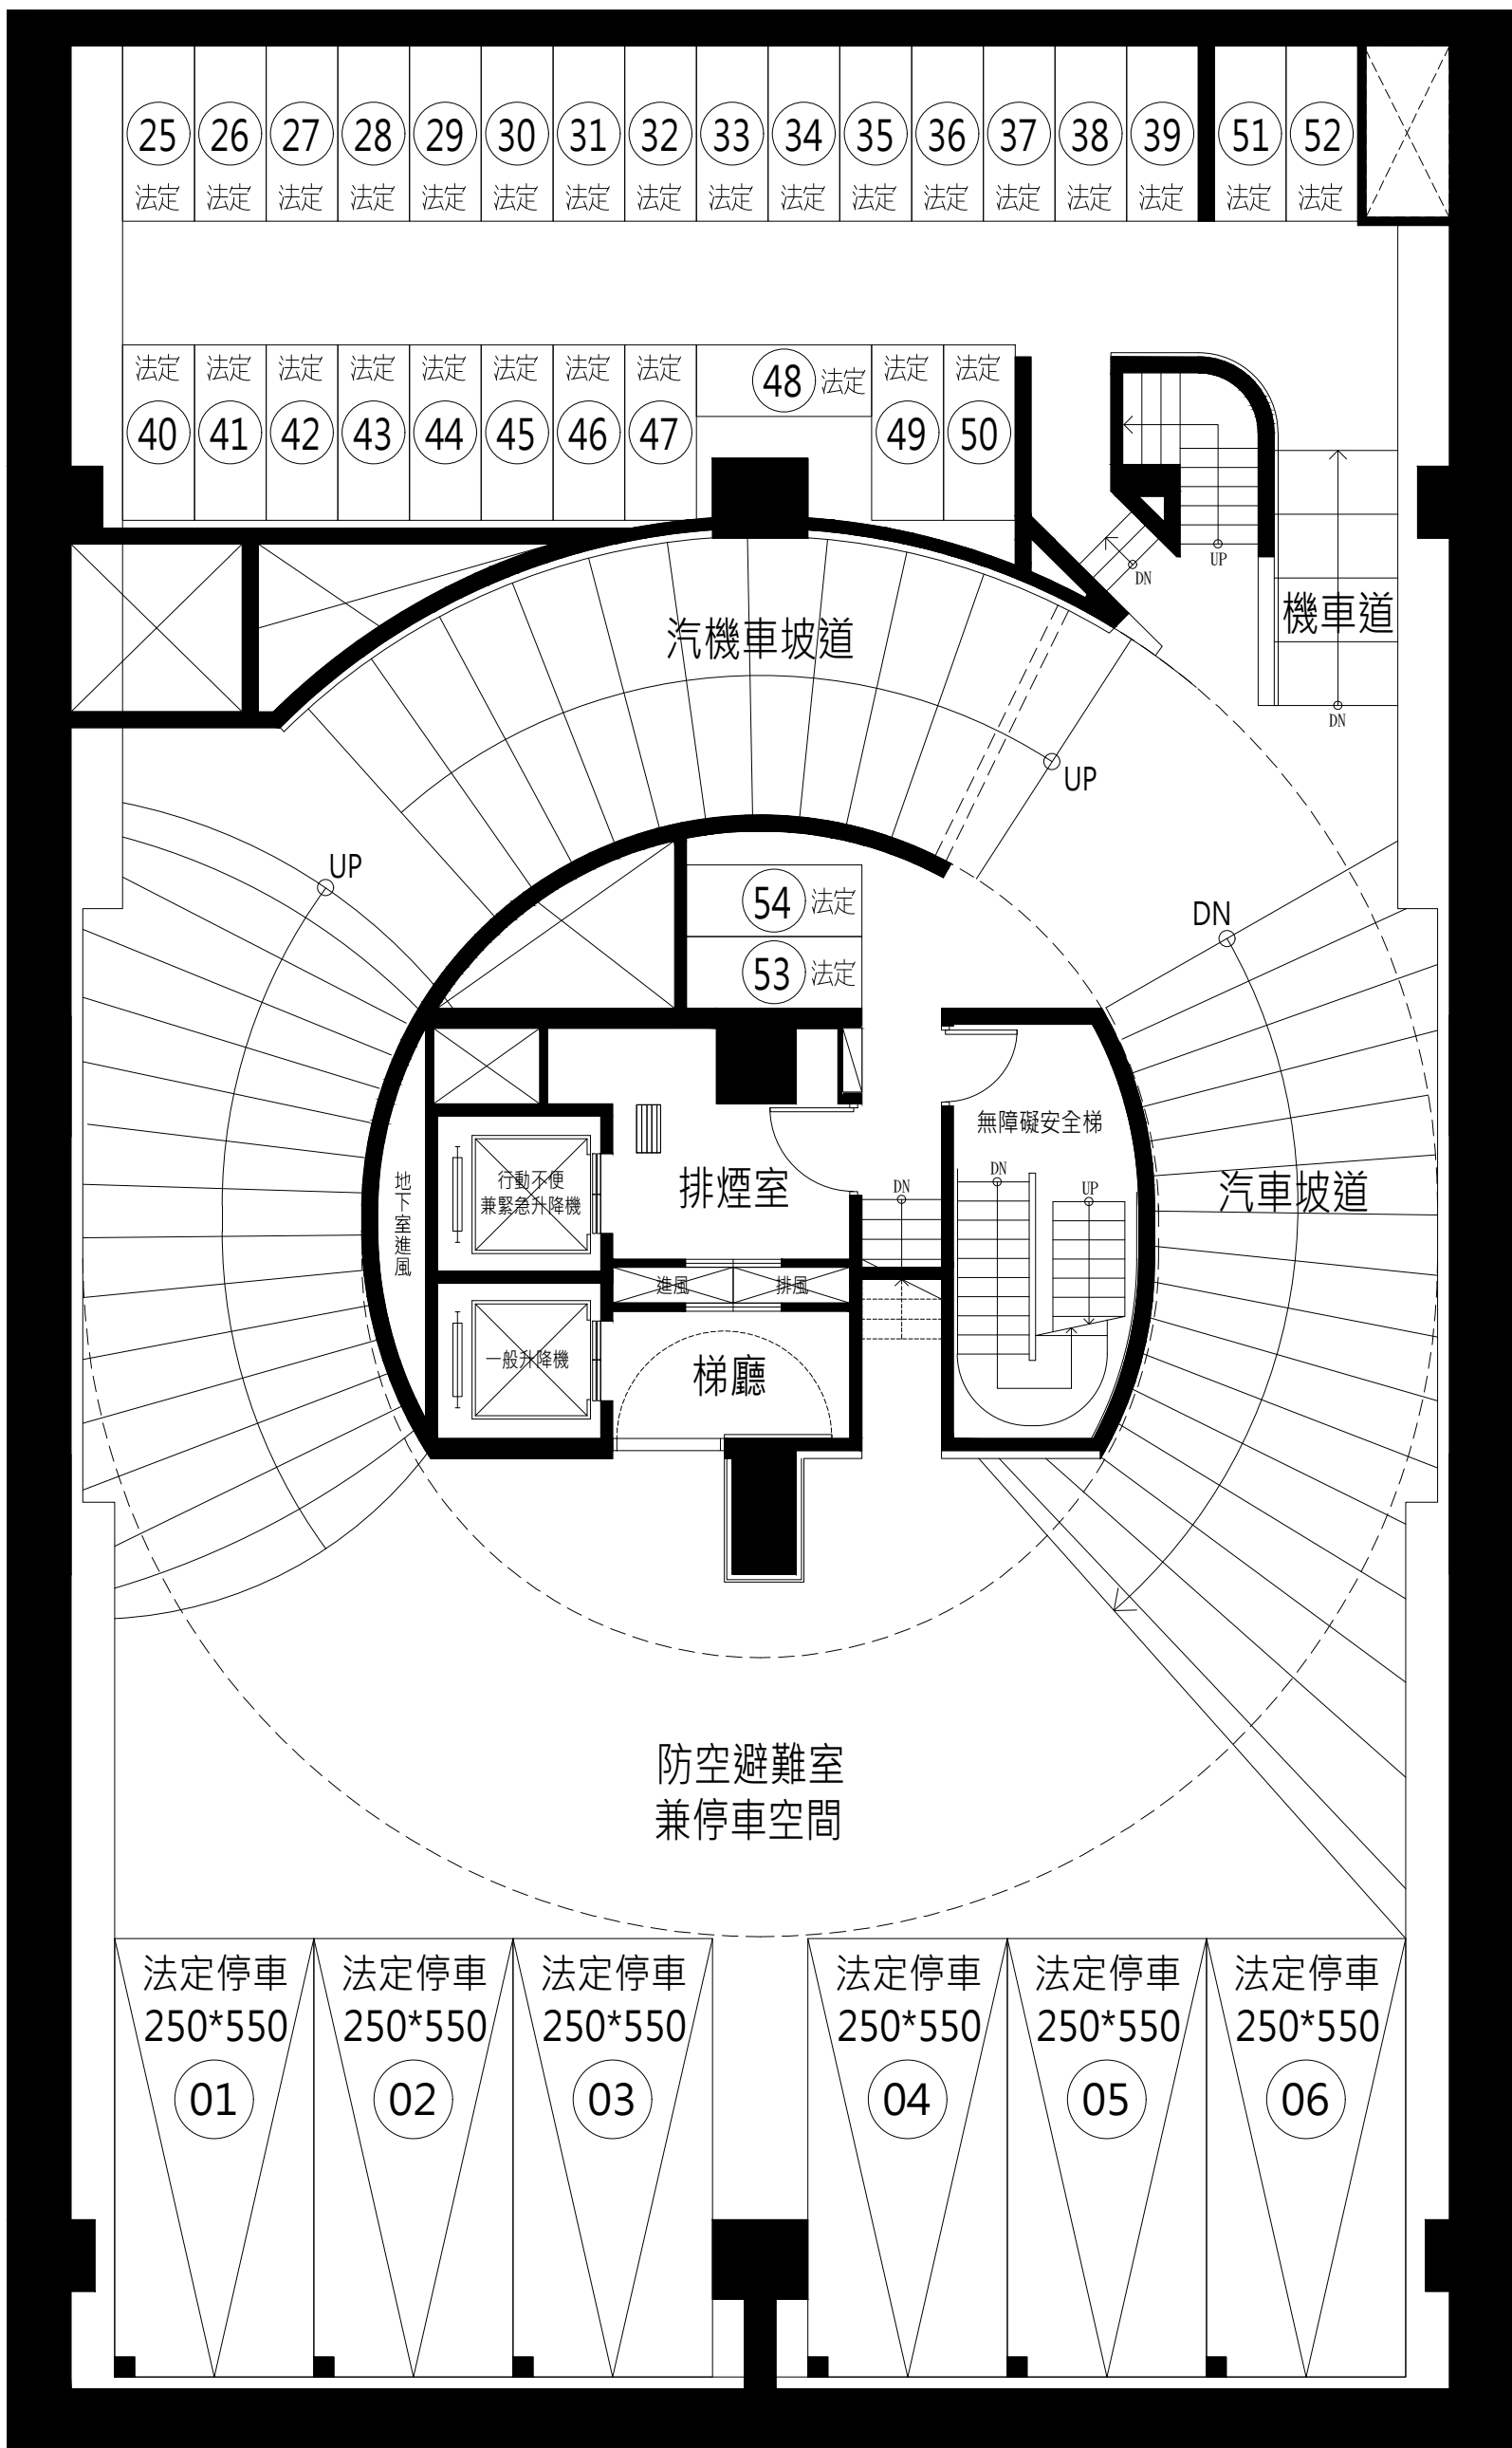 25 26 27 28 29 30 31 32 33 34 35 36 37 38 39 51 52
法定 法定 法定 法定 法定 法定 法定 法定 法定 法定 法定 法定 法定 法定 法定 法定 法定
法定 法定 法定 法定 法定 法定 法定 法定 48 法定 法定 法定
40 41 42 43 44 45 46 47 49 50
UP
DN
機車道
DN
汽機車坡道
UP
UP
54 法定
DN
53 法定
無障礙安全梯
行動不便
兼緊急升降機
地下室進風
排煙室
DN
DN
UP
汽車坡道
進風 排風
一般升降機
梯廳
防空避難室
兼停車空間
法定停車 法定停車 法定停車 法定停車 法定停車 法定停車
250*550 250*550 250*550 250*550 250*550 250*550
01 02 03 04 05 06